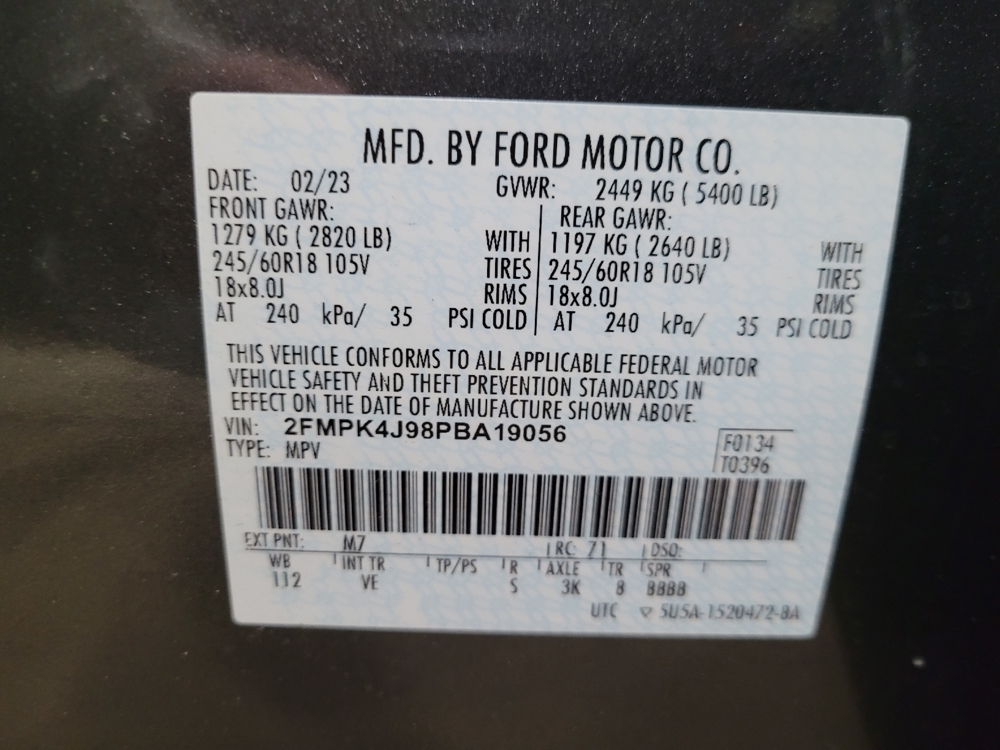 MFD. BY FORD MOTOR CO.
DATE: 02/23 GVWR: 2449 KG ( 5400 LB)
FRONT GAWR: REAR GAWR:
1279 KG ( 2820 LB) WITH 1197 KG ( 2640 LB) WITH
245/60R18 105V TIRES 245/60R18 105V TIRES
18x8.0J RIMS 18x8.0J RIMS
AT 240 kPa/ 35 PSI COLD AT 240 kPa/ 35 PSI COLD
THIS VEHICLE CONFORMS TO ALL APPLICABLE FEDERAL MOTOR
VEHICLE SAFETY AND THEFT PREVENTION STANDARDS IN
EFFECT ON THE DATE OF MANUFACTURE SHOWN ABOVE.
VIN: 2FMPK4J98PBA19056
TYPE: MPV
F0134
T0396
EXT PNT: M7 RC: 71 DSO:
WB INT TR TP/PS R AXLE TR SPR
112 VE S 3K 8 8888
UTC ▽ 5U5A-1520472-BA